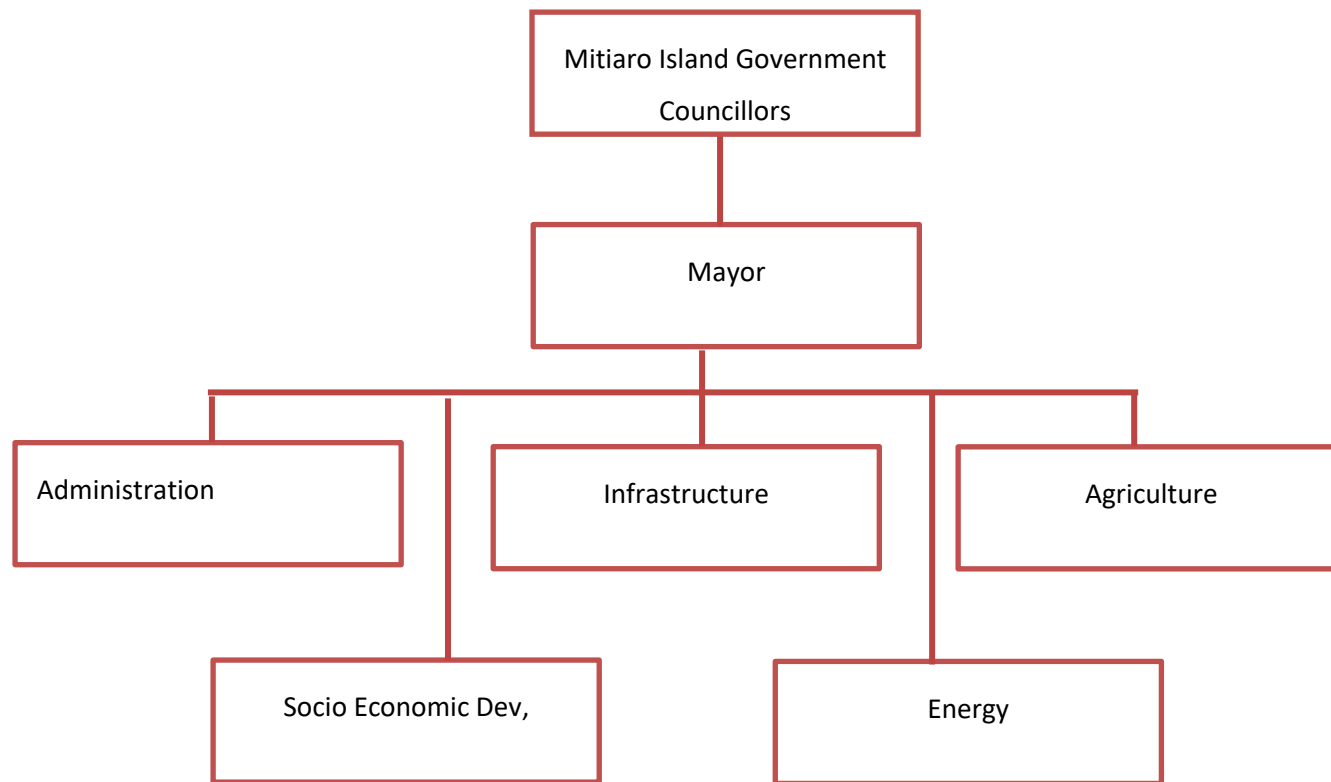 Mitiaro Island Government
Councillors
Mayor
Administration
Infrastructure
Agriculture
Socio Economic Dev,
Energy